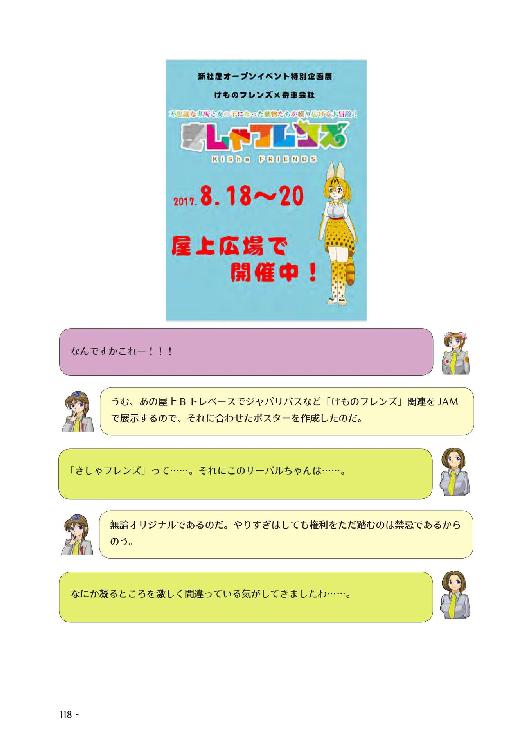 新社屋オープンイベント特別企画展
けものフレンズ×寄車会社
きしゃフレンズ
Kisha FRIENDS
2017. 8.18〜20
屋上広場で
開催中！
なんですかこれー！！！
うむ、あの屋上Bトレベースでジャパリバスなど「けものフレンズ」関連をJAM
で展示するので、それに合わせたポスターを作成したのだ。
「きしゃフレンズ」って……。それにこのサーバルちゃんは……。
無論オリジナルであるのだ。やりすぎはしても権利をただ踏むのは禁忌であるから
のう。
なにか凝るところを激しく間違っている気がしてきましたわ……。
118 -